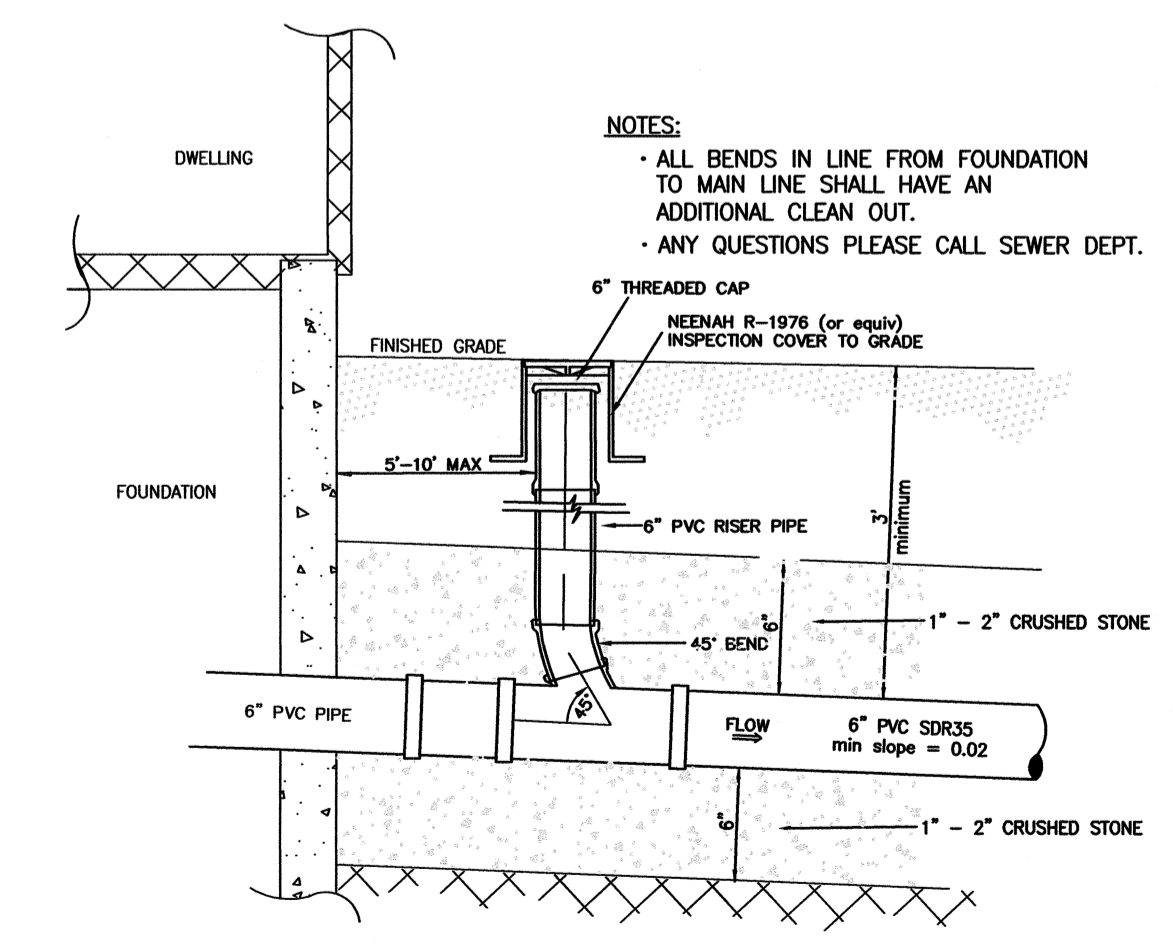 DWELLING
NOTES:
· ALL BENDS IN LINE FROM FOUNDATION
TO MAIN LINE SHALL HAVE AN
ADDITIONAL CLEAN OUT.
· ANY QUESTIONS PLEASE CALL SEWER DEPT.
6" THREADED CAP
NEENAH R-1976 (or equiv)
INSPECTION COVER TO GRADE
FINISHED GRADE
5'-10' MAX
FOUNDATION
3'
minimum
6" PVC RISER PIPE
6"
1" - 2" CRUSHED STONE
45° BEND
45°
6" PVC PIPE
FLOW
6" PVC SDR35
min slope = 0.02
6"
1" - 2" CRUSHED STONE